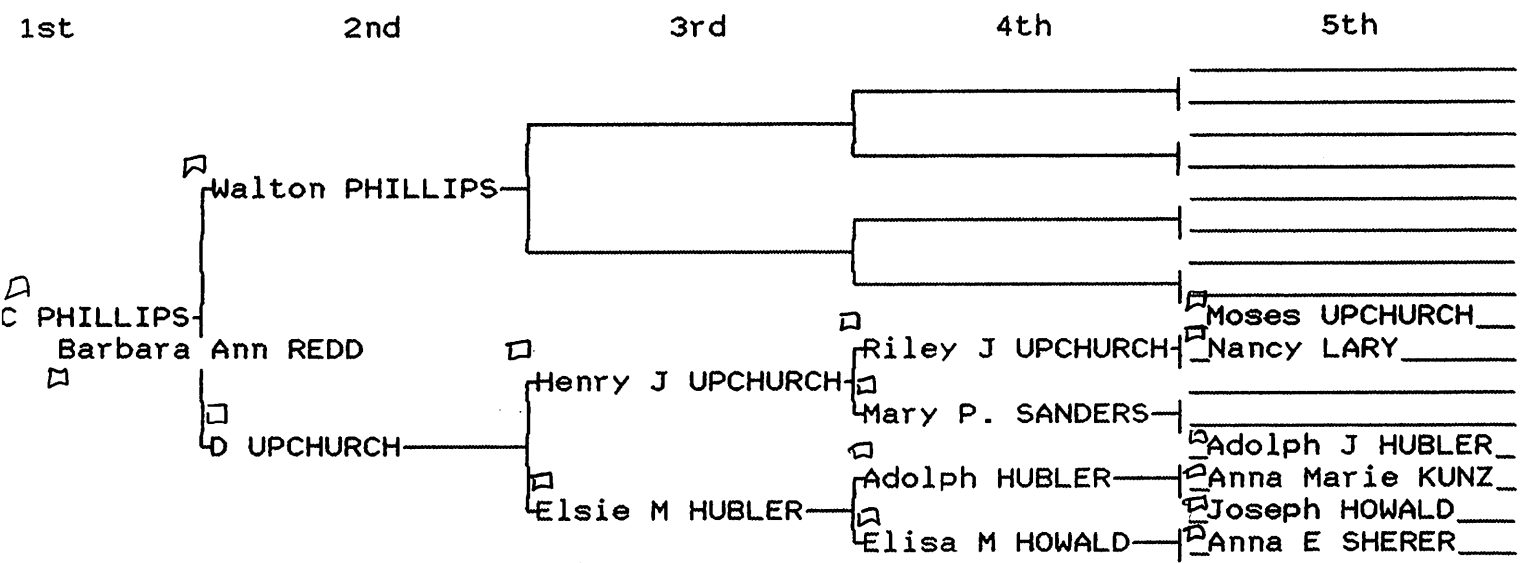 1st 2nd 3rd 4th 5th
Walton PHILLIPS
C PHILLIPS
Moses UPCHURCH
Barbara Ann REDD
Riley J UPCHURCH
Nancy LARY
Henry J UPCHURCH
Mary P. SANDERS
D UPCHURCH
Adolph J HUBLER
Adolph HUBLER
Anna Marie KUNZ
Elsie M HUBLER
Joseph HOWALD
Elisa M HOWALD
Anna E SHERER